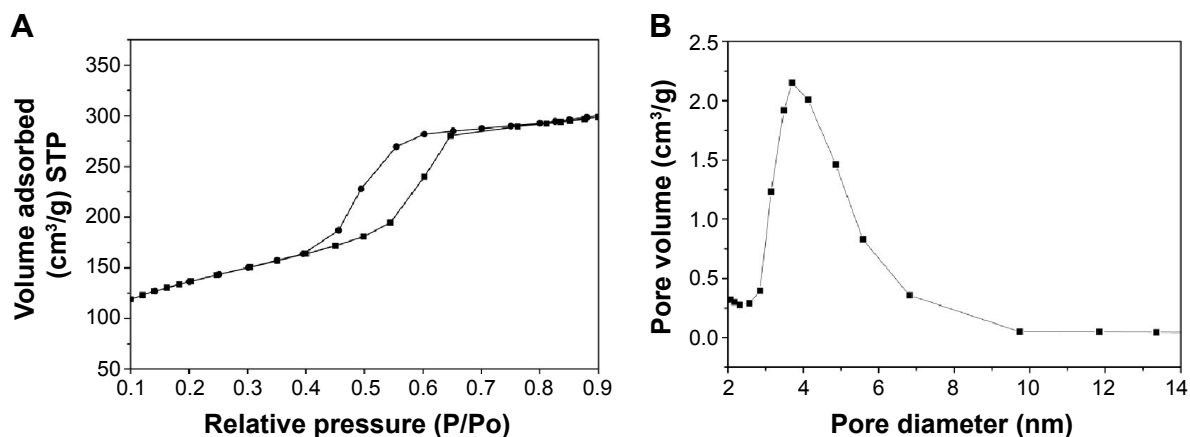 A
Volume adsorbed
(cm³/g) STP
350
300
250
200
150
100
50
0.1 0.2 0.3 0.4 0.5 0.6 0.7 0.8 0.9
Relative pressure (P/Po)
B
Pore volume (cm³/g)
2.5
2.0
1.5
1.0
0.5
0.0
2 4 6 8 10 12 14
Pore diameter (nm)